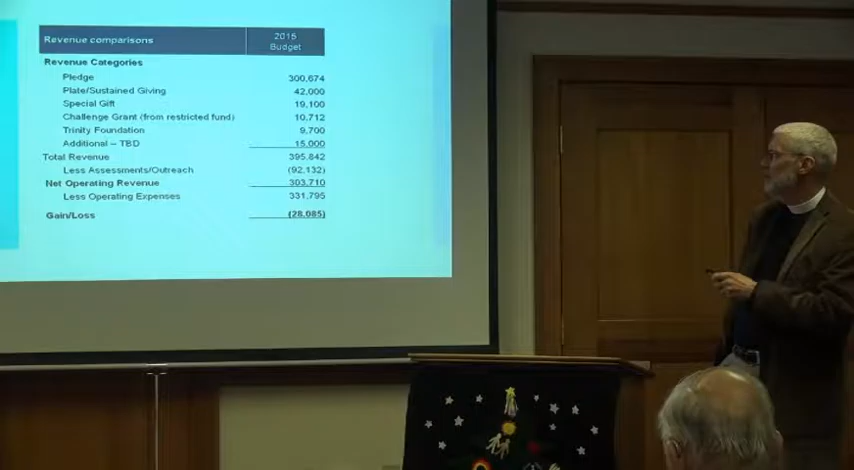 Revenue comparisons 2015 Budget
Revenue Categories
Pledge 300,674
Plate/Sustained Giving 42,000
Special Gift 19,100
Challenge Grant (from restricted fund) 10,712
Trinity Foundation 9,700
Additional – TBD 15,000
Total Revenue 395,842
Less Assessments/Outreach (92,132)
Net Operating Revenue 303,710
Less Operating Expenses 331,795
Gain/Loss (28,085)